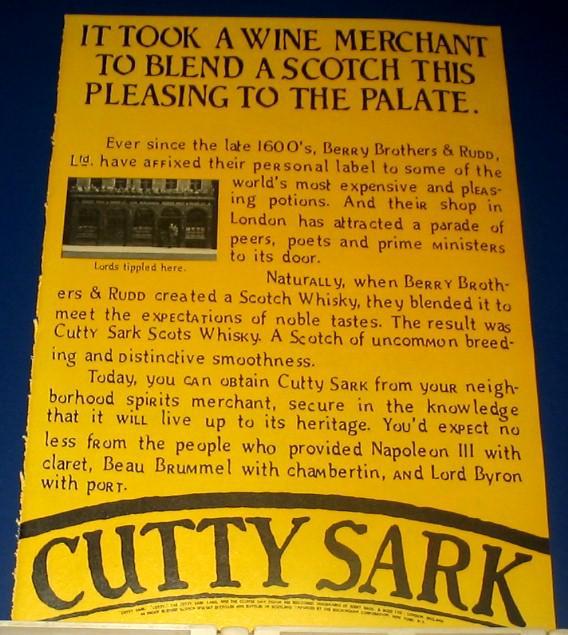 IT TOOK A WINE MERCHANT
TO BLEND A SCOTCH THIS
PLEASING TO THE PALATE.
Ever since the late 1600's, Berry Brothers & Rudd,
Ltd. have affixed their personal label to some of the
world's most expensive and pleas-
ing potions. And their shop in
London has attracted a parade of
peers, poets and prime ministers
to its door.
Lords tippled here.
Naturally, when Berry Broth-
ers & Rudd created a Scotch Whisky, they blended it to
meet the expectations of noble tastes. The result was
Cutty Sark Scots Whisky. A Scotch of uncommon breed-
ing and distinctive smoothness.
Today, you can obtain Cutty Sark from your neigh-
borhood spirits merchant, secure in the knowledge
that it will live up to its heritage. You'd expect no
less from the people who provided Napoleon III with
claret, Beau Brummel with chambertin, and Lord Byron
with port.
CUTTY SARK